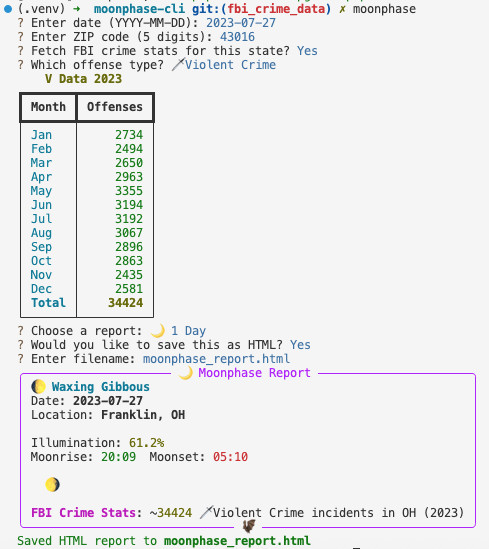 (.venv) ➜ moonphase-cli git:(fbi_crime_data) ✗ moonphase
? Enter date (YYYY-MM-DD): 2023-07-27
? Enter ZIP code (5 digits): 43016
? Fetch FBI crime stats for this state? Yes
? Which offense type? 🗡Violent Crime
V Data 2023
Month Offenses
Jan 2734
Feb 2494
Mar 2650
Apr 2963
May 3355
Jun 3194
Jul 3192
Aug 3067
Sep 2896
Oct 2863
Nov 2435
Dec 2581
Total 34424
? Choose a report: 🌙 1 Day
? Would you like to save this as HTML? Yes
? Enter filename: moonphase_report.html
🌙 Moonphase Report
🌔 Waxing Gibbous
Date: 2023-07-27
Location: Franklin, OH
Illumination: 61.2%
Moonrise: 20:09 Moonset: 05:10
FBI Crime Stats: ~34424 🗡Violent Crime incidents in OH (2023)
Saved HTML report to moonphase_report.html